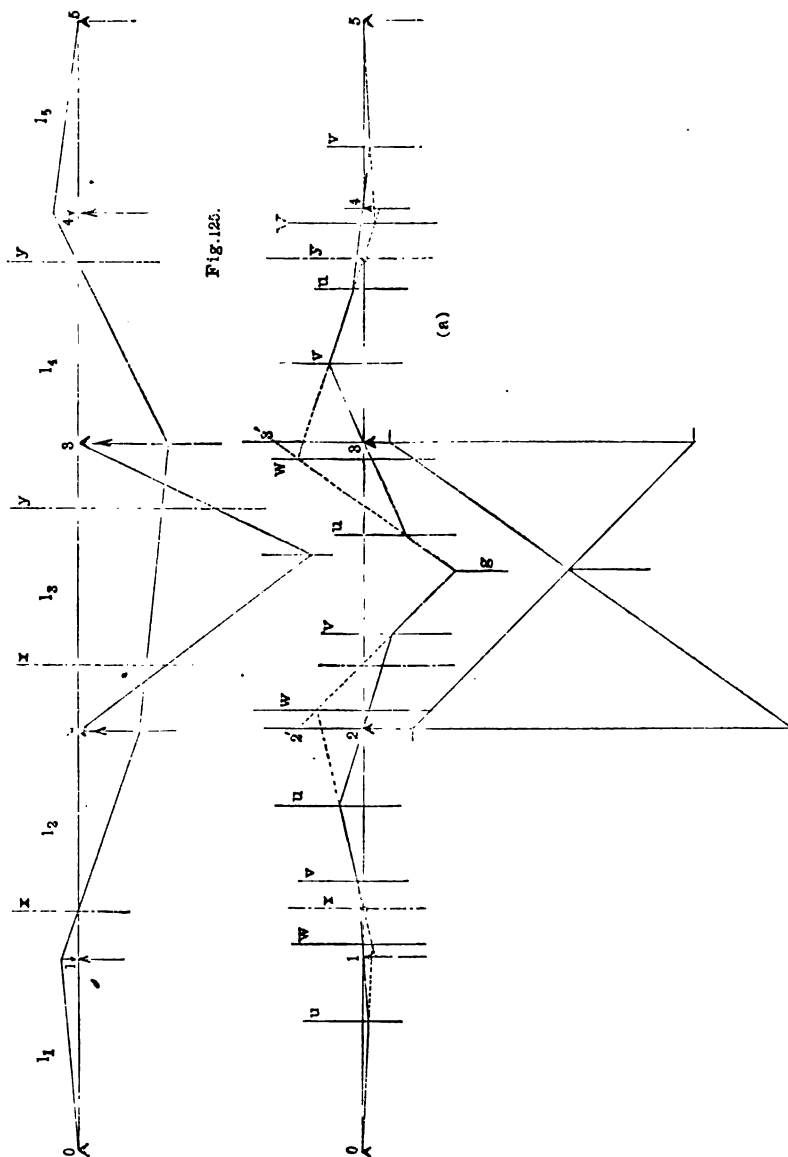 x x y y
l₁ l₂ l₃ l₄ l₅
0 1 3 4 5
Fig.125.
u w x v u 2' w v u w 3' v u y v
0 1 2 g 3 4 5
(a)